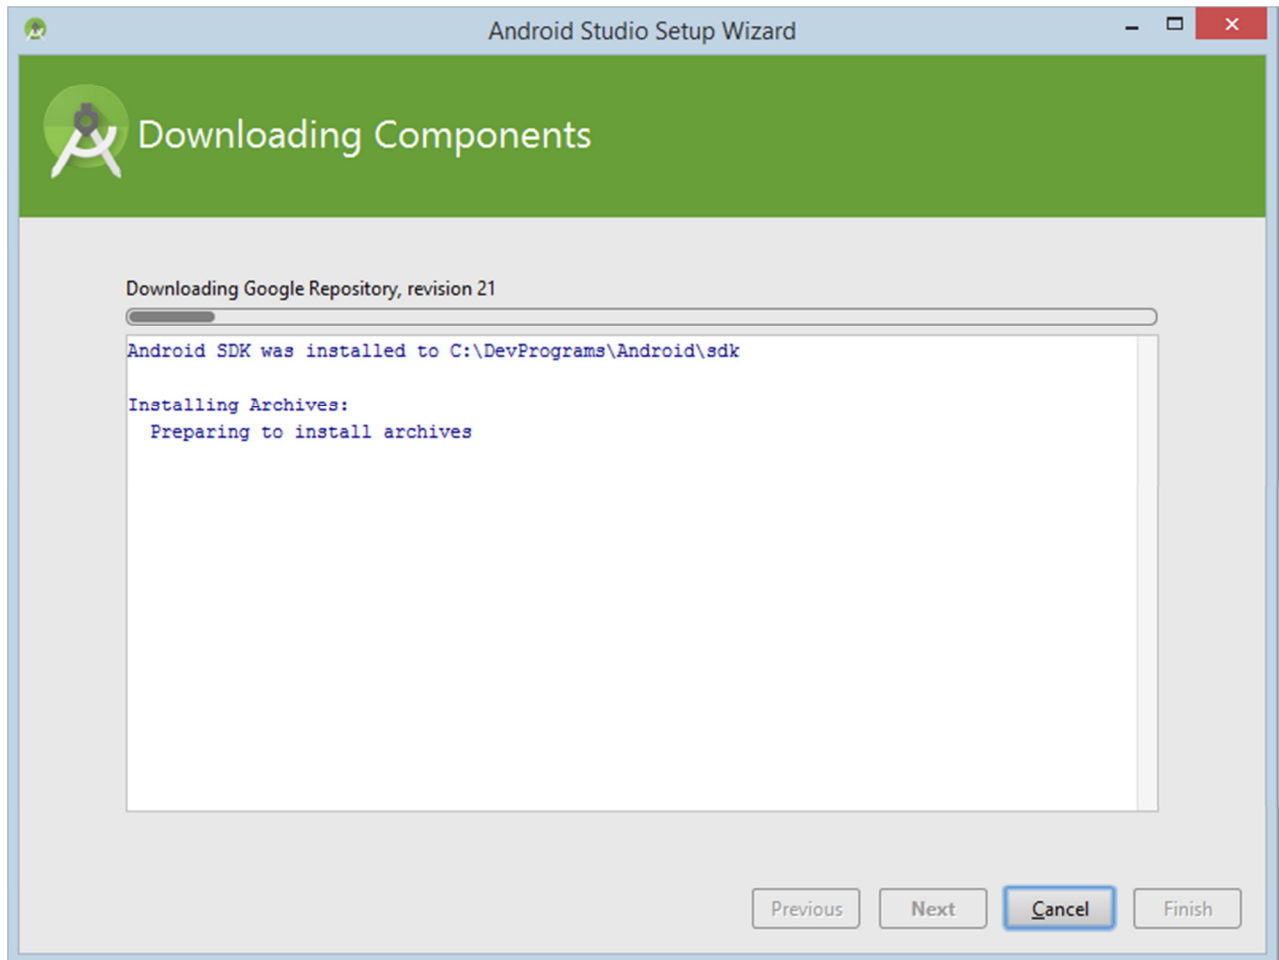 Android Studio Setup Wizard
Downloading Components
Downloading Google Repository, revision 21
Android SDK was installed to C:\DevPrograms\Android\sdk
Installing Archives:
Preparing to install archives
Previous Next Cancel Finish